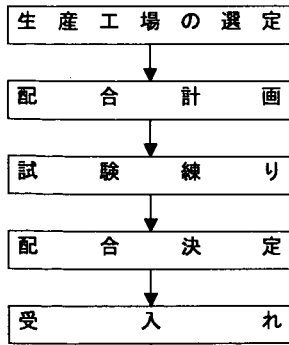 生産工場の選定
配合計画
試験練り
配合決定
受入れ